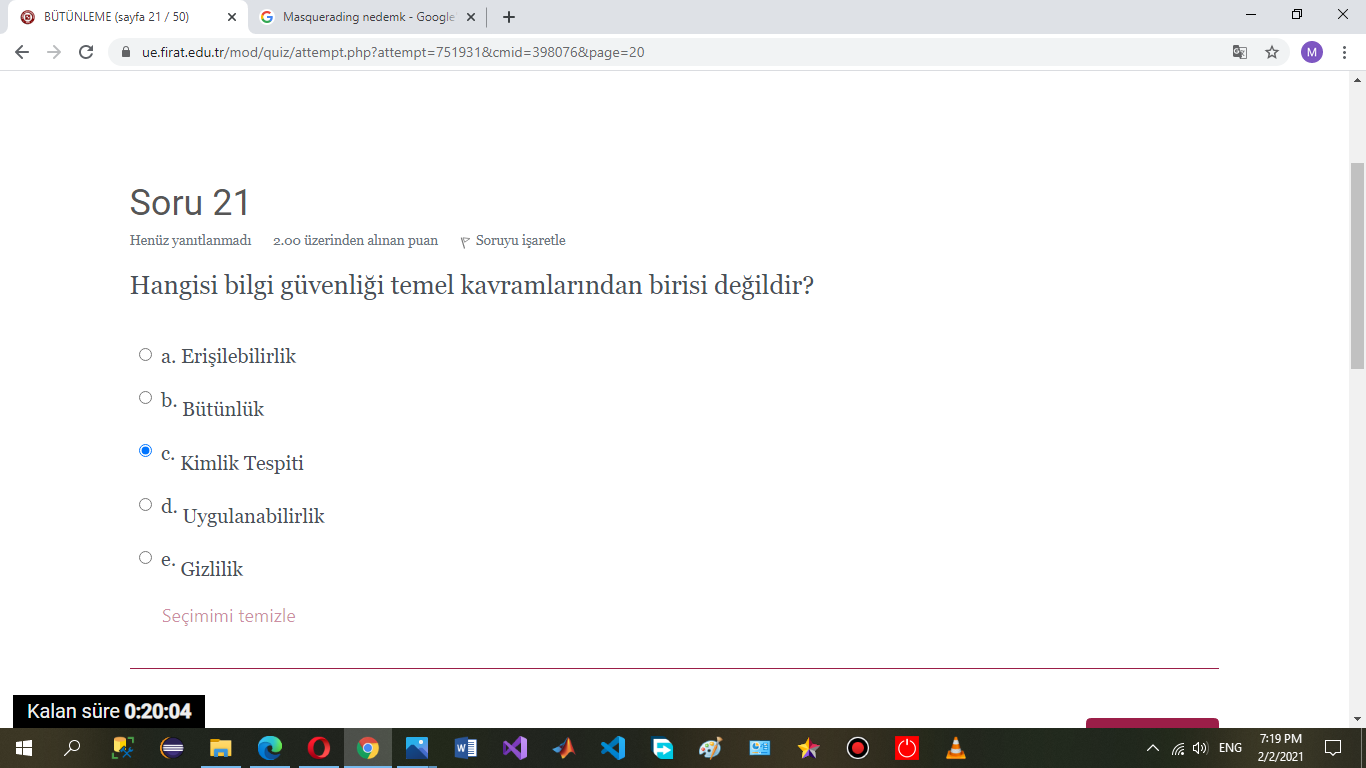 BÜTÜNLEME (sayfa 21 / 50)
Masquerading nedemk - Google'
ue.firat.edu.tr/mod/quiz/attempt.php?attempt=751931&cmid=398076&page=20
M
Soru 21
Henüz yanıtlanmadı 2.00 üzerinden alınan puan Soruyu işaretle
Hangisi bilgi güvenliği temel kavramlarından birisi değildir?
a. Erişilebilirlik
b. Bütünlük
c. Kimlik Tespiti
d. Uygulanabilirlik
e. Gizlilik
Seçimimi temizle
Kalan süre 0:20:04
ENG
7:19 PM
2/2/2021